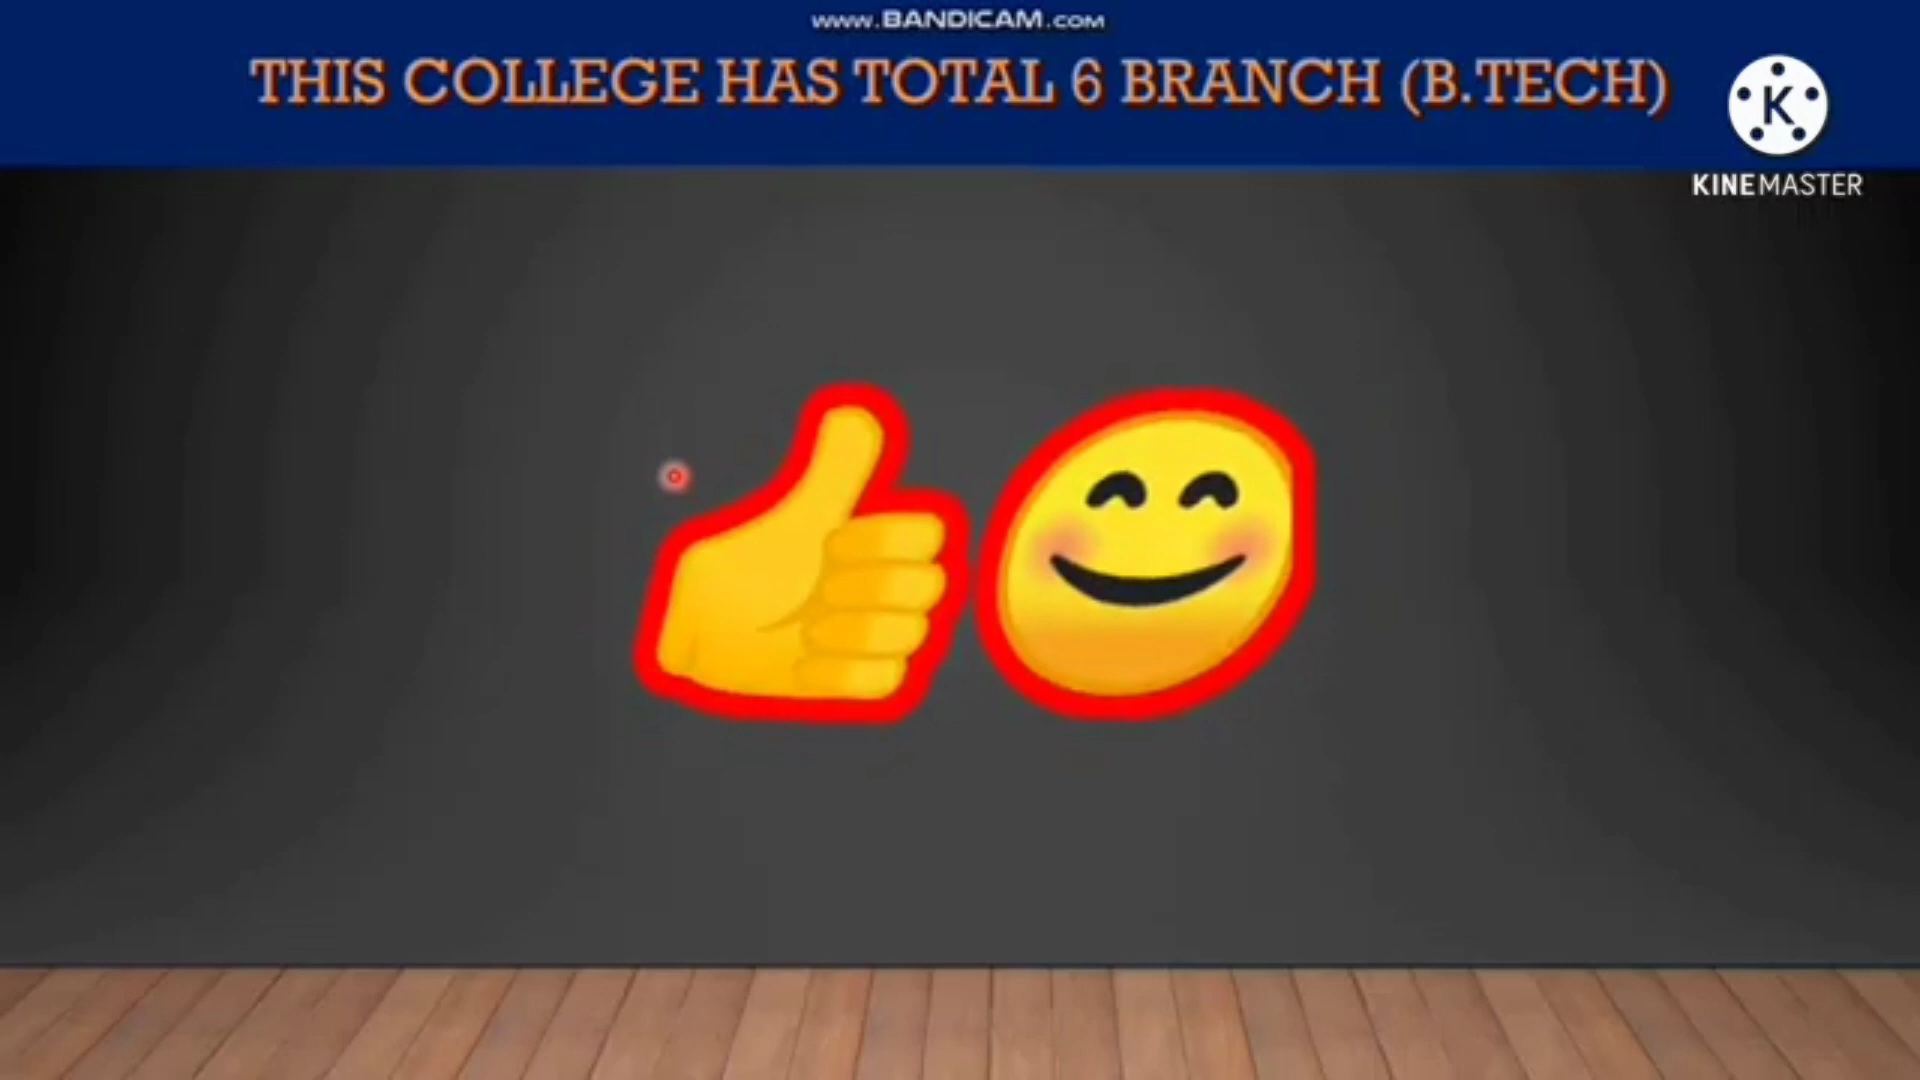 www.BANDICAM.COM
THIS COLLEGE HAS TOTAL 6 BRANCH (B.TECH)
K
KINEMASTER